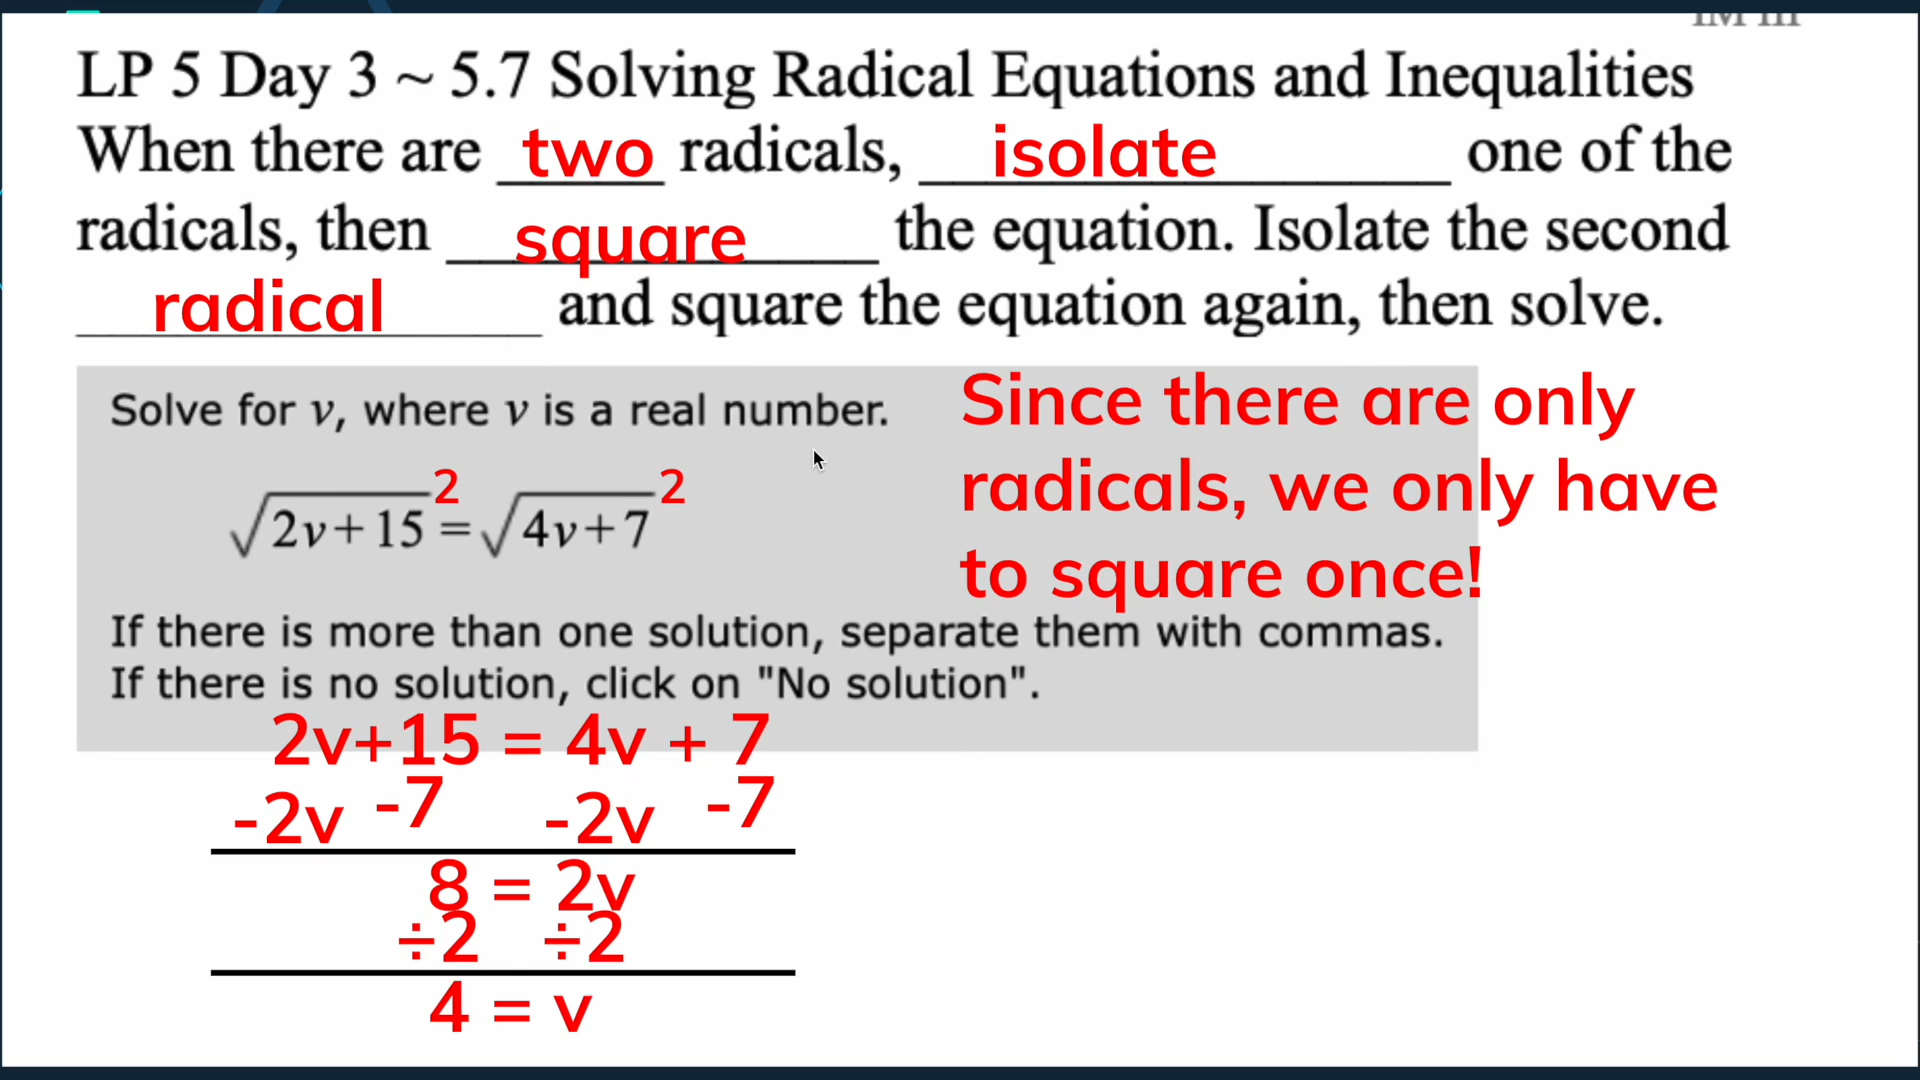 LP 5 Day 3 ~ 5.7 Solving Radical Equations and Inequalities
When there are two radicals, isolate one of the
radicals, then square the equation. Isolate the second
radical and square the equation again, then solve.
Solve for v, where v is a real number.
√2v+15² = √4v+7²
Since there are only
radicals, we only have
to square once!
If there is more than one solution, separate them with commas.
If there is no solution, click on "No solution".
2v+15 = 4v + 7
-2v -7 -2v -7
8 = 2v
÷2 ÷2
4 = v